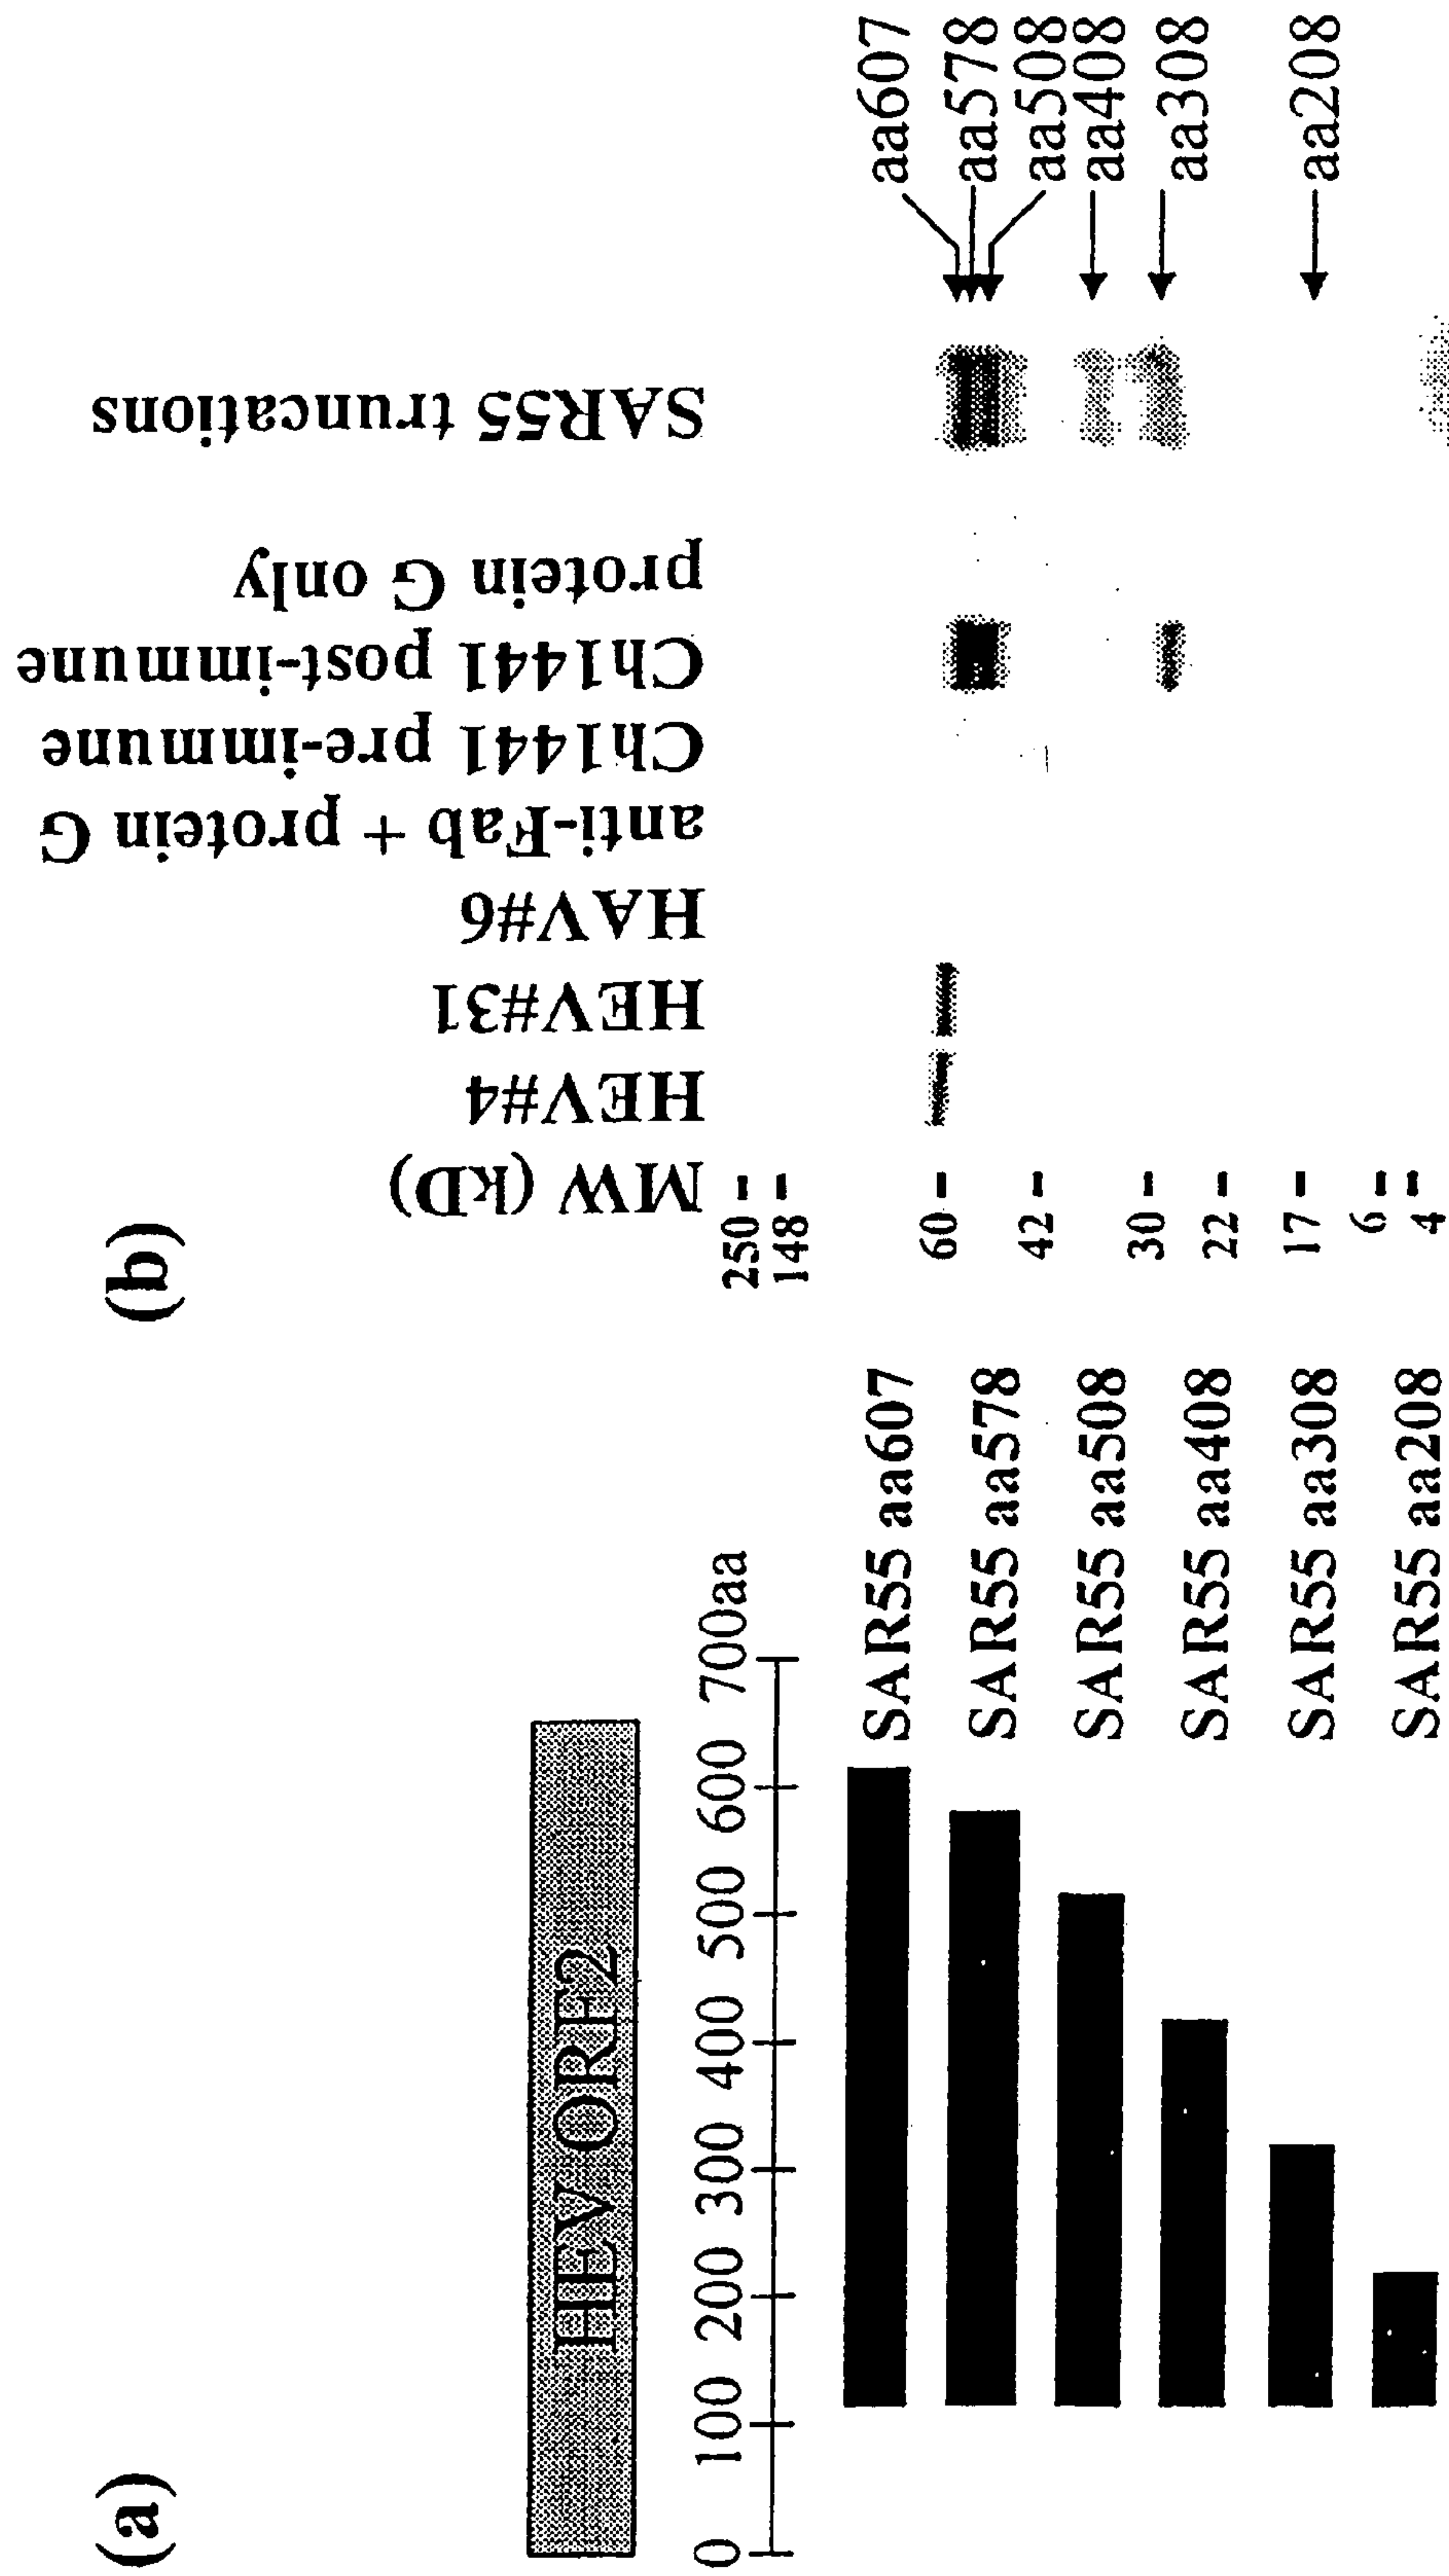 (a)
HEV ORF2
0 100 200 300 400 500 600 700aa
SAR55 aa607
SAR55 aa578
SAR55 aa508
SAR55 aa408
SAR55 aa308
SAR55 aa208
(b)
MW (kD)
HEV#4
HEV#31
HAV#6
anti-Fab + protein G
Ch1441 pre-immune
Ch1441 post-immune
protein G only
SAR55 truncations
250
148
60
42
30
22
17
6
4
aa607
aa578
aa508
aa408
aa308
aa208